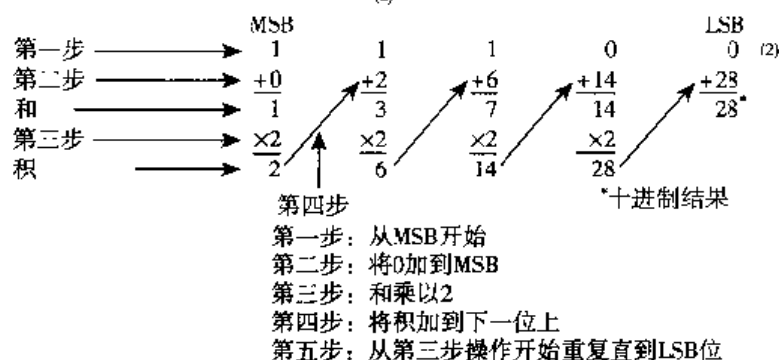 (2)
MSB LSB
第一步 1 1 1 0 0 (2)
第二步 +0 +2 +6 +14 +28
和 1 3 7 14 28*
第三步 ×2 ×2 ×2 ×2
积 2 6 14 28
第四步 *十进制结果
第一步：从MSB开始
第二步：将0加到MSB
第三步：和乘以2
第四步：将积加到下一位上
第五步：从第三步操作开始重复直到LSB位